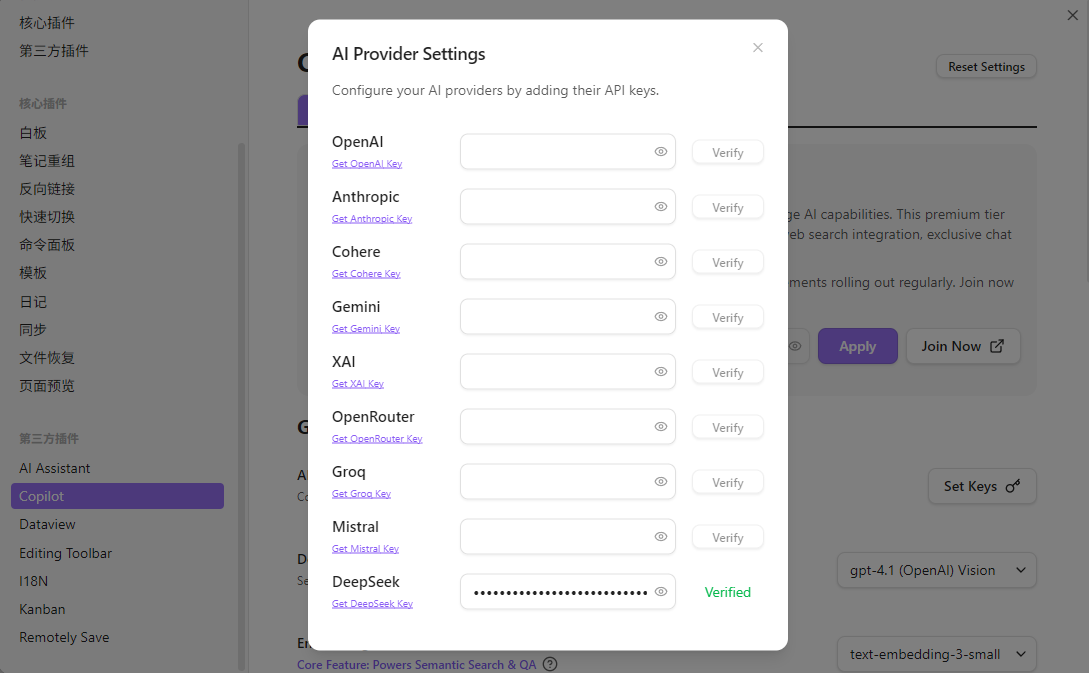 核心插件
第三方插件
核心插件
白板
笔记重组
反向链接
快速切换
命令面板
模板
日记
同步
文件恢复
页面预览
第三方插件
AI Assistant
Copilot
Dataview
Editing Toolbar
I18N
Kanban
Remotely Save
AI Provider Settings
Configure your AI providers by adding their API keys.
OpenAI
Get OpenAI Key
Verify
Anthropic
Get Anthropic Key
Verify
Cohere
Get Cohere Key
Verify
Gemini
Get Gemini Key
Verify
XAI
Get XAI Key
Verify
OpenRouter
Get OpenRouter Key
Verify
Groq
Get Groq Key
Verify
Mistral
Get Mistral Key
Verify
DeepSeek
Get DeepSeek Key
Verified
Reset Settings
AI capabilities. This premium tier
web search integration, exclusive chat
rolling out regularly. Join now
Apply
Join Now
Set Keys
gpt-4.1 (OpenAI) Vision
Core Feature: Powers Semantic Search & QA
text-embedding-3-small